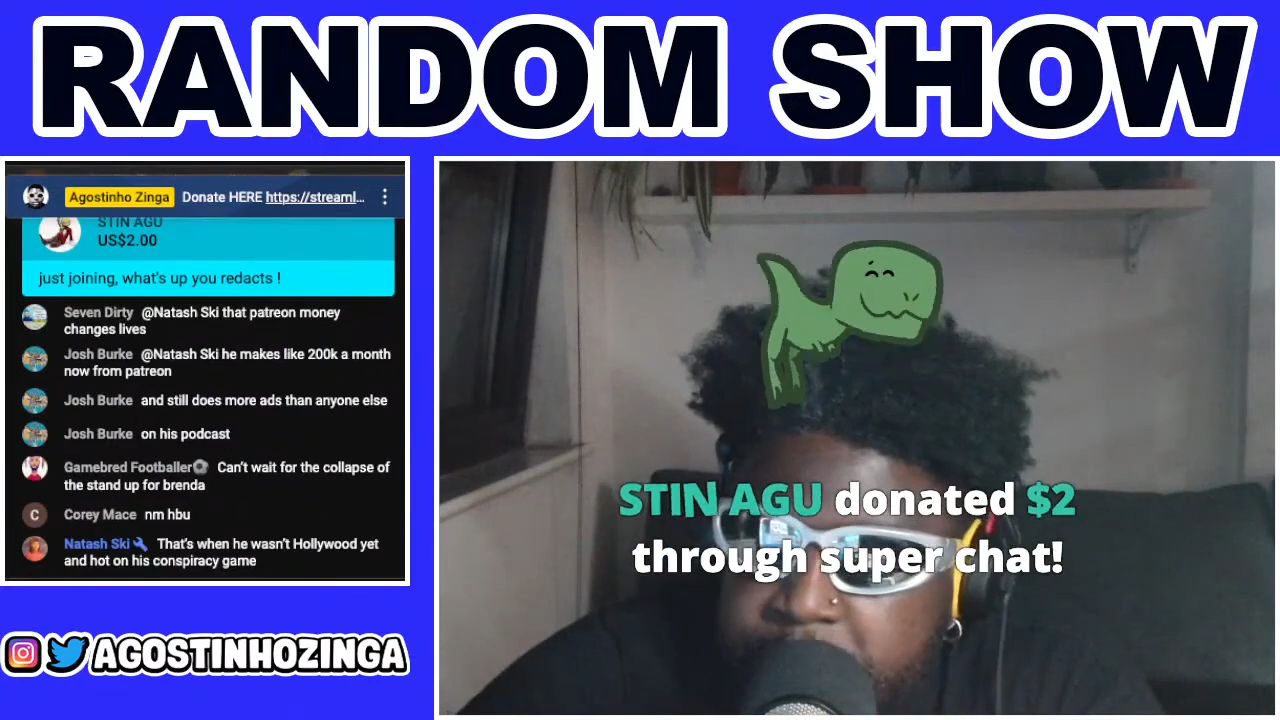 RANDOM SHOW
Agostinho Zinga Donate HERE https://streaml...
STIN AGU
US$2.00
just joining, what's up you redacts !
Seven Dirty @Natash Ski that patreon money
changes lives
Josh Burke @Natash Ski he makes like 200k a month
now from patreon
Josh Burke and still does more ads than anyone else
Josh Burke on his podcast
Gamebred Footballer⚽ Can't wait for the collapse of
the stand up for brenda
C Corey Mace nm hbu
Natash Ski That's when he wasn't Hollywood yet
and hot on his conspiracy game
STIN AGU donated $2
through super chat!
AGOSTINHOZINGA